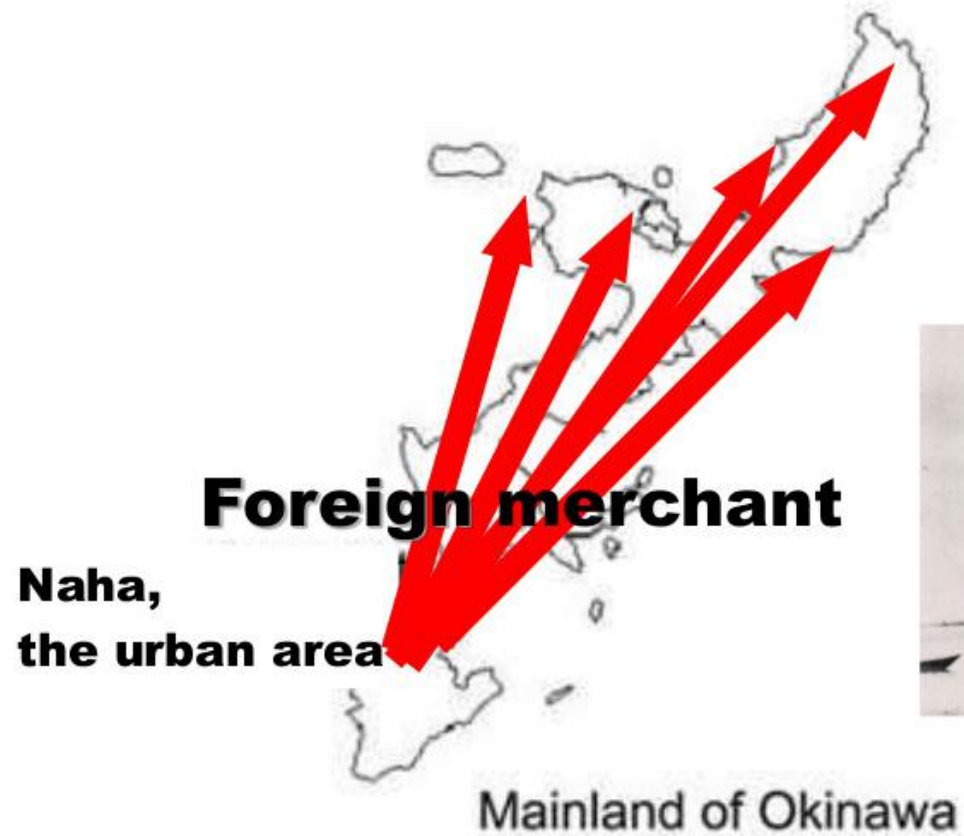 Foreign merchant
Naha,
the urban area
Mainland of Okinawa